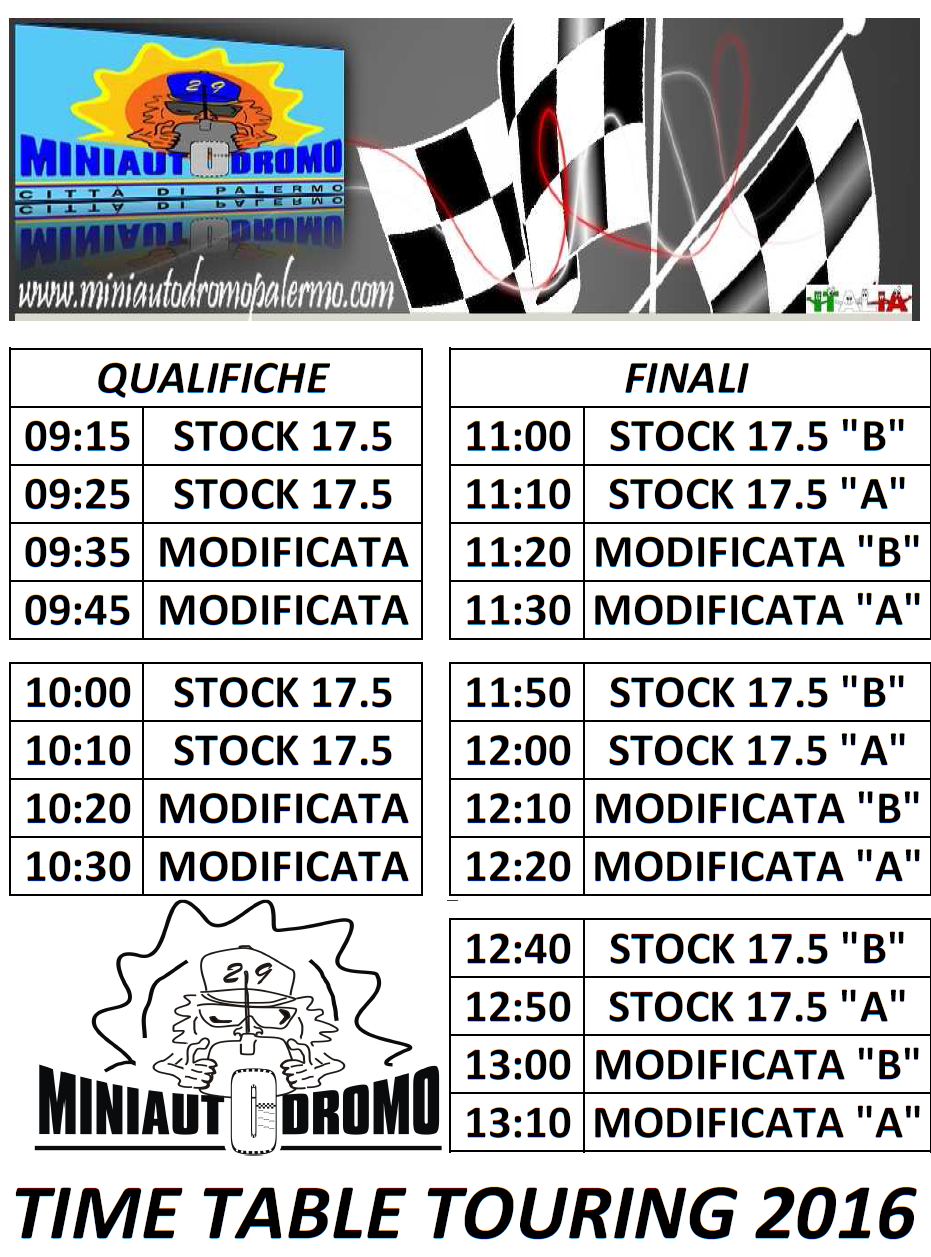 29
MINIAUTODROMO
CITTÀ DI PALERMO
www.miniautodromopalermo.com
ITALIA
QUALIFICHE
09:15 STOCK 17.5
09:25 STOCK 17.5
09:35 MODIFICATA
09:45 MODIFICATA
10:00 STOCK 17.5
10:10 STOCK 17.5
10:20 MODIFICATA
10:30 MODIFICATA
FINALI
11:00 STOCK 17.5 "B"
11:10 STOCK 17.5 "A"
11:20 MODIFICATA "B"
11:30 MODIFICATA "A"
11:50 STOCK 17.5 "B"
12:00 STOCK 17.5 "A"
12:10 MODIFICATA "B"
12:20 MODIFICATA "A"
12:40 STOCK 17.5 "B"
12:50 STOCK 17.5 "A"
13:00 MODIFICATA "B"
13:10 MODIFICATA "A"
29
MINIAUTODROMO
TIME TABLE TOURING 2016